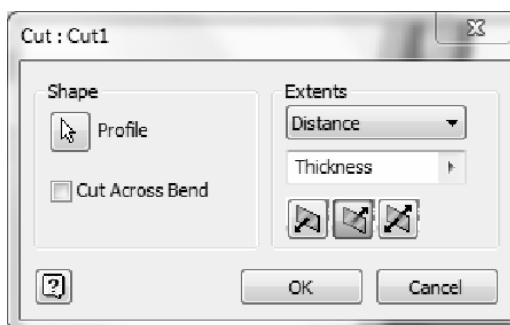 Cut : Cut1
Shape
Profile
Cut Across Bend
Extents
Distance
Thickness
?
OK
Cancel